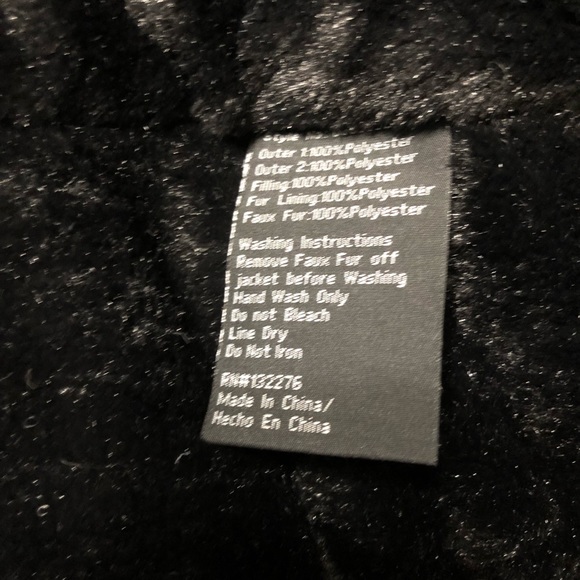 Style
Outer 1:100%Polyester
Outer 2:100%Polyester
Filling:100%Polyester
Fur Lining:100%Polyester
Faux Fur:100%Polyester
Washing Instructions
Remove Faux Fur off
jacket before Washing
Hand Wash Only
Do not Bleach
Line Dry
Do Not Iron
RN#132276
Made In China/
Hecho En China